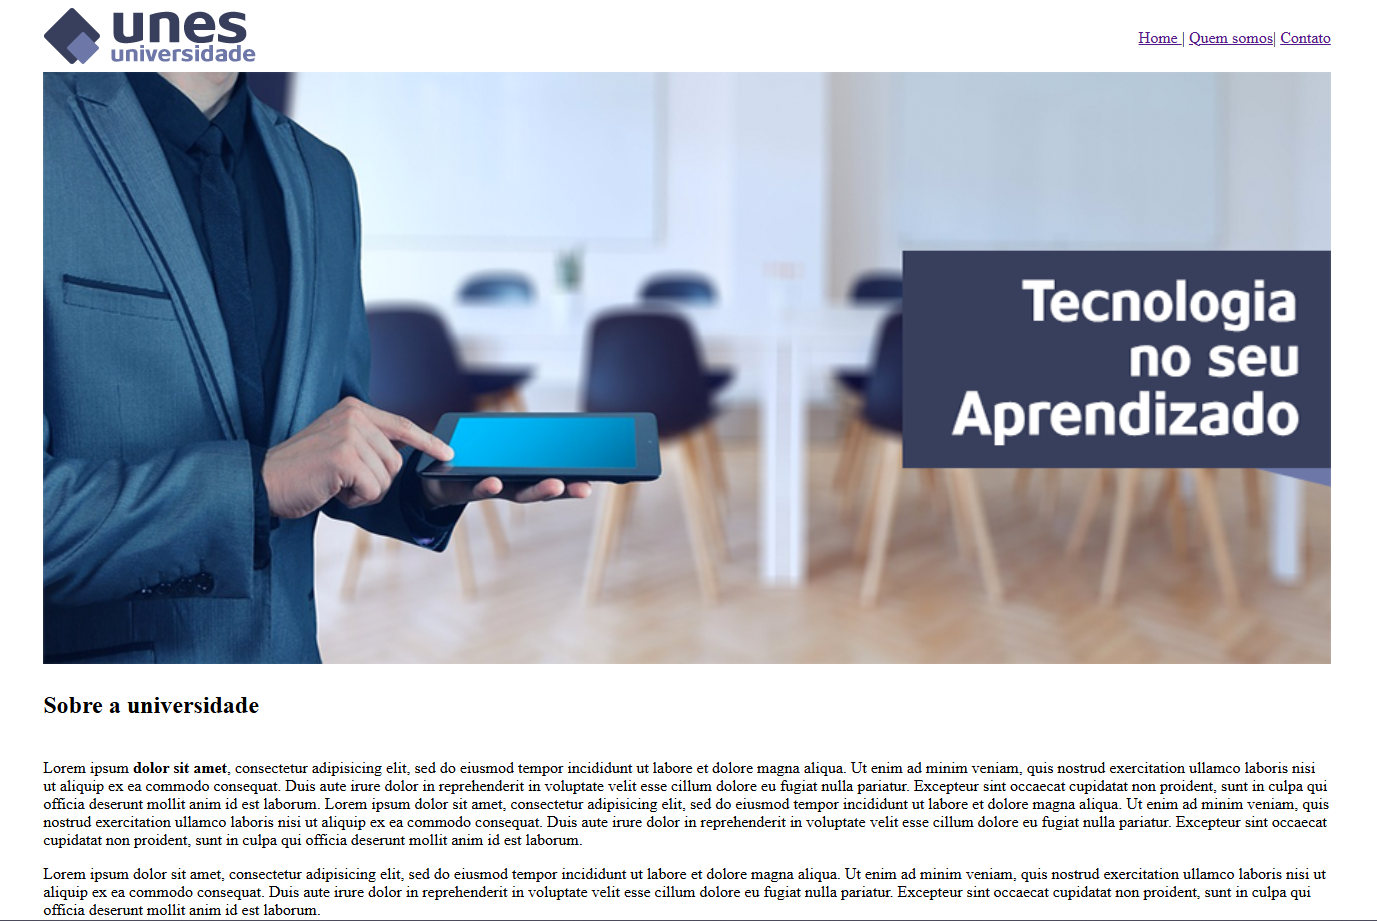 unes
universidade
Home | Quem somos| Contato
Tecnologia
no seu
Aprendizado
Sobre a universidade
Lorem ipsum dolor sit amet, consectetur adipisicing elit, sed do eiusmod tempor incididunt ut labore et dolore magna aliqua. Ut enim ad minim veniam, quis nostrud exercitation ullamco laboris nisi
ut aliquip ex ea commodo consequat. Duis aute irure dolor in reprehenderit in voluptate velit esse cillum dolore eu fugiat nulla pariatur. Excepteur sint occaecat cupidatat non proident, sunt in culpa qui
officia deserunt mollit anim id est laborum. Lorem ipsum dolor sit amet, consectetur adipisicing elit, sed do eiusmod tempor incididunt ut labore et dolore magna aliqua. Ut enim ad minim veniam, quis
nostrud exercitation ullamco laboris nisi ut aliquip ex ea commodo consequat. Duis aute irure dolor in reprehenderit in voluptate velit esse cillum dolore eu fugiat nulla pariatur. Excepteur sint occaecat
cupidatat non proident, sunt in culpa qui officia deserunt mollit anim id est laborum.
Lorem ipsum dolor sit amet, consectetur adipisicing elit, sed do eiusmod tempor incididunt ut labore et dolore magna aliqua. Ut enim ad minim veniam, quis nostrud exercitation ullamco laboris nisi ut
aliquip ex ea commodo consequat. Duis aute irure dolor in reprehenderit in voluptate velit esse cillum dolore eu fugiat nulla pariatur. Excepteur sint occaecat cupidatat non proident, sunt in culpa qui
officia deserunt mollit anim id est laborum.